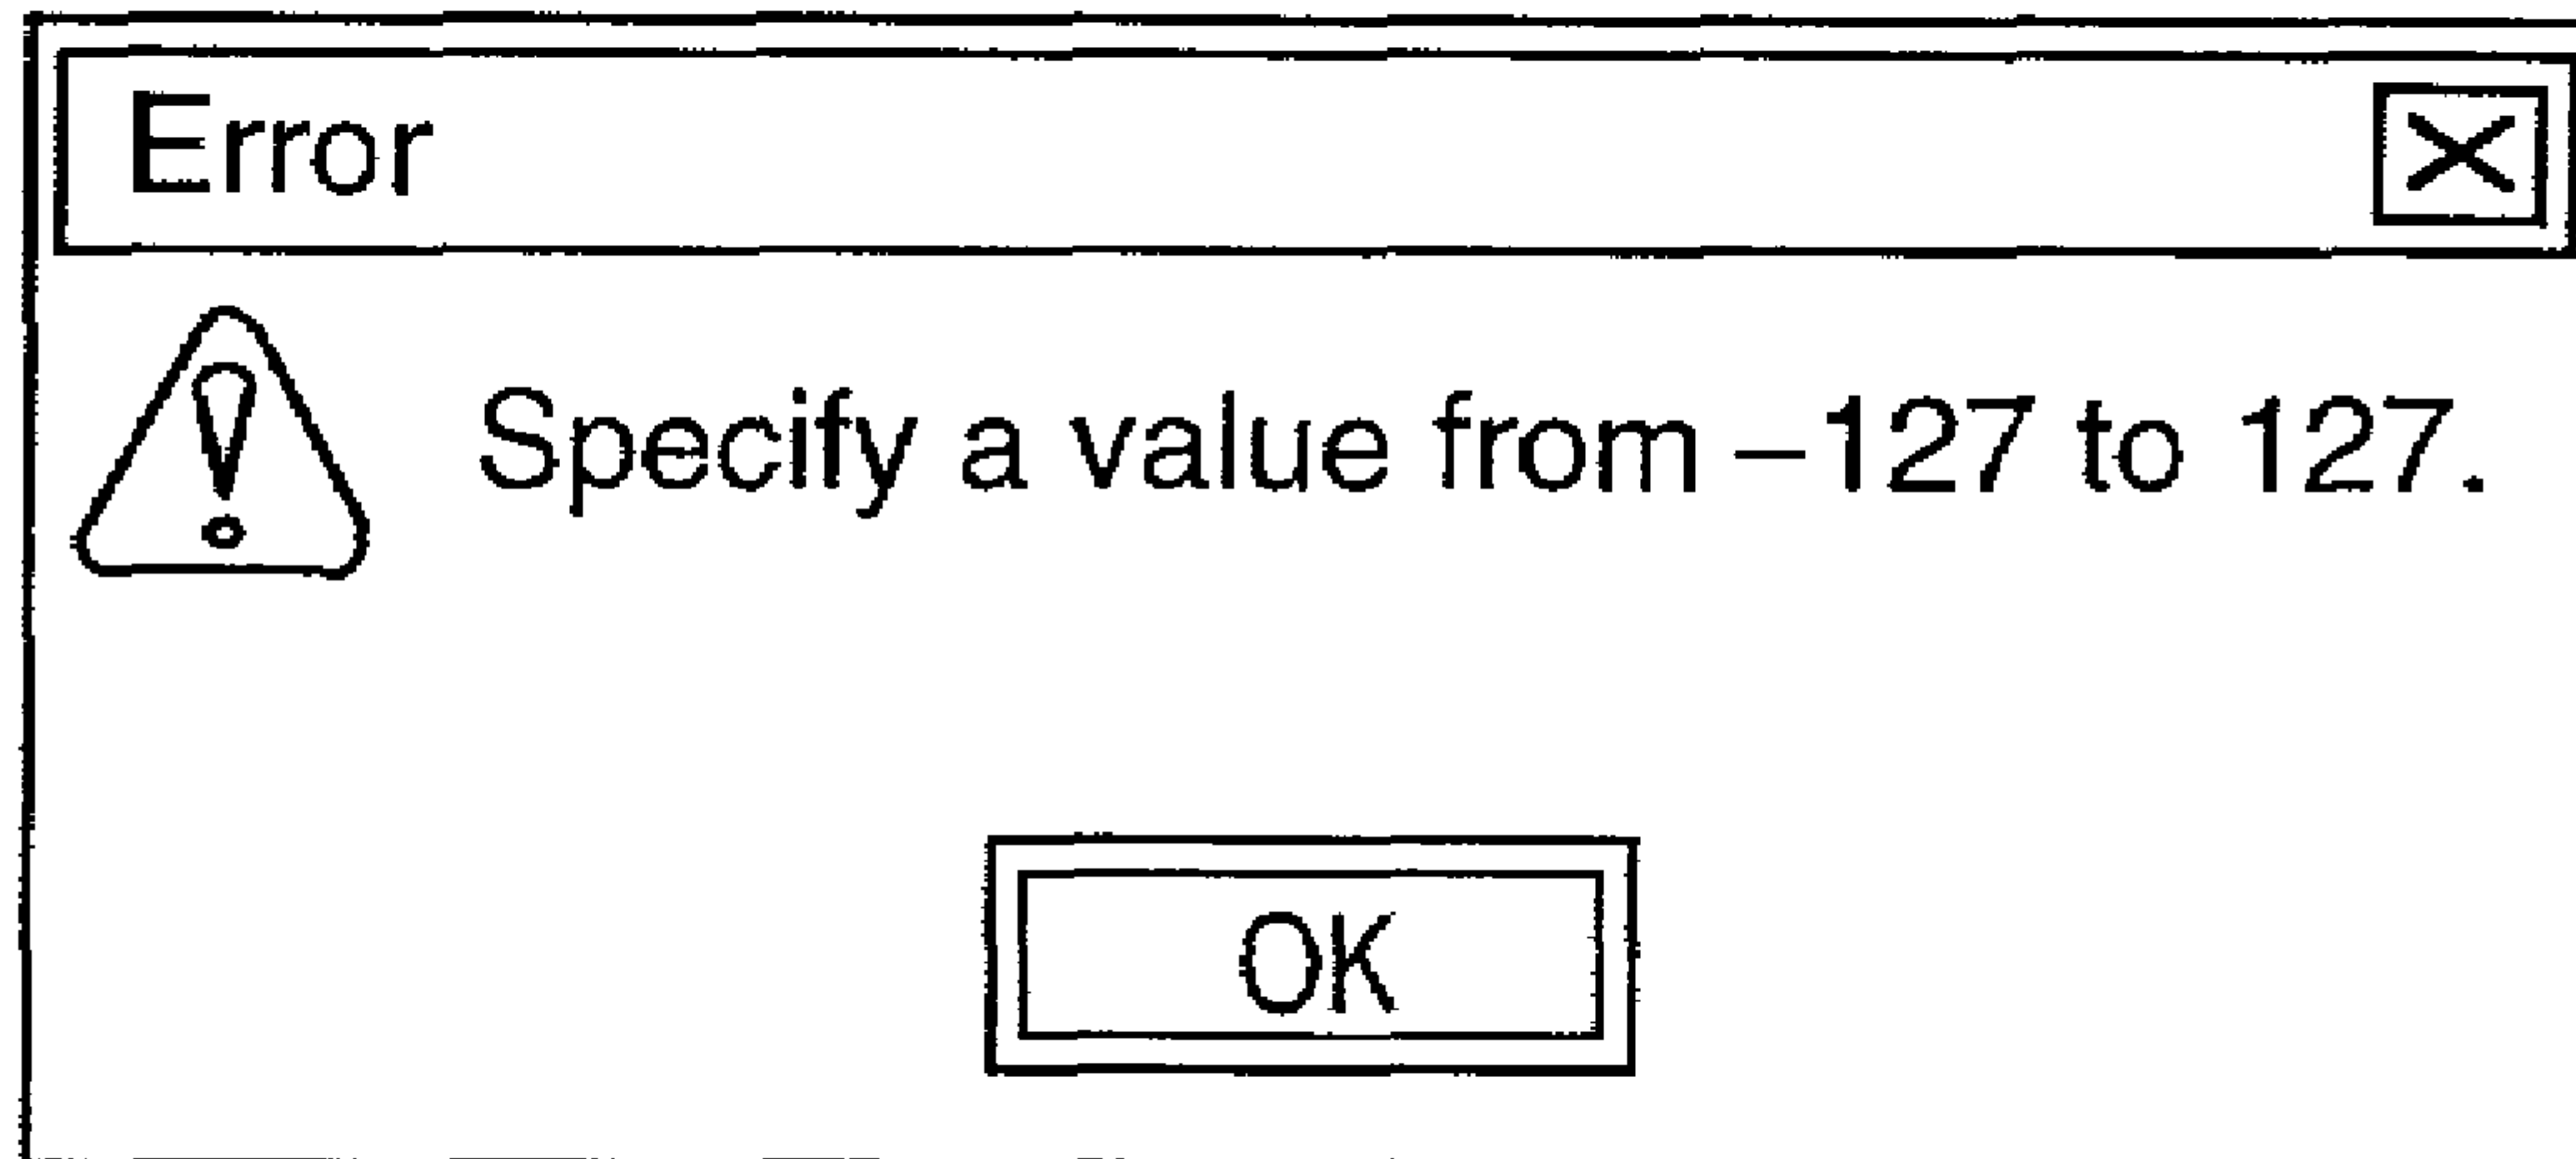 Error
Specify a value from –127 to 127.
OK